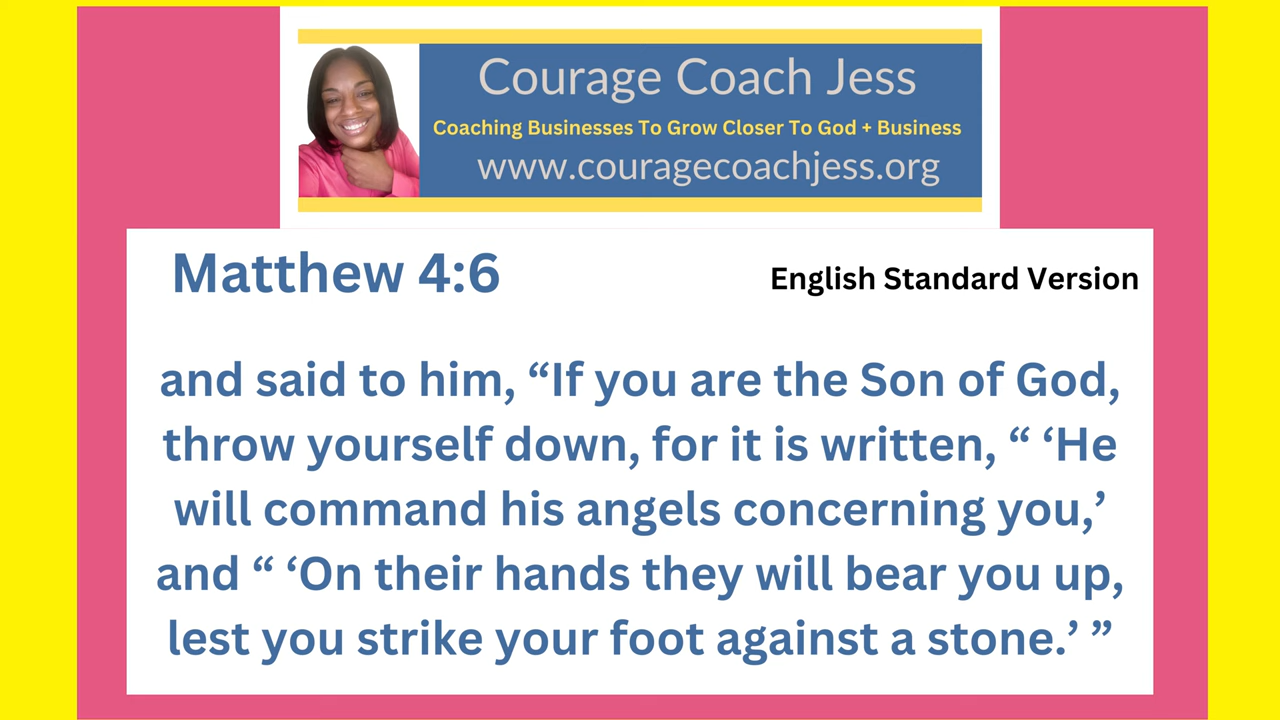 Courage Coach Jess
Coaching Businesses To Grow Closer To God + Business
www.couragecoachjess.org
Matthew 4:6
English Standard Version
and said to him, “If you are the Son of God,
throw yourself down, for it is written, “ ‘He
will command his angels concerning you,’
and “ ‘On their hands they will bear you up,
lest you strike your foot against a stone.’ ”